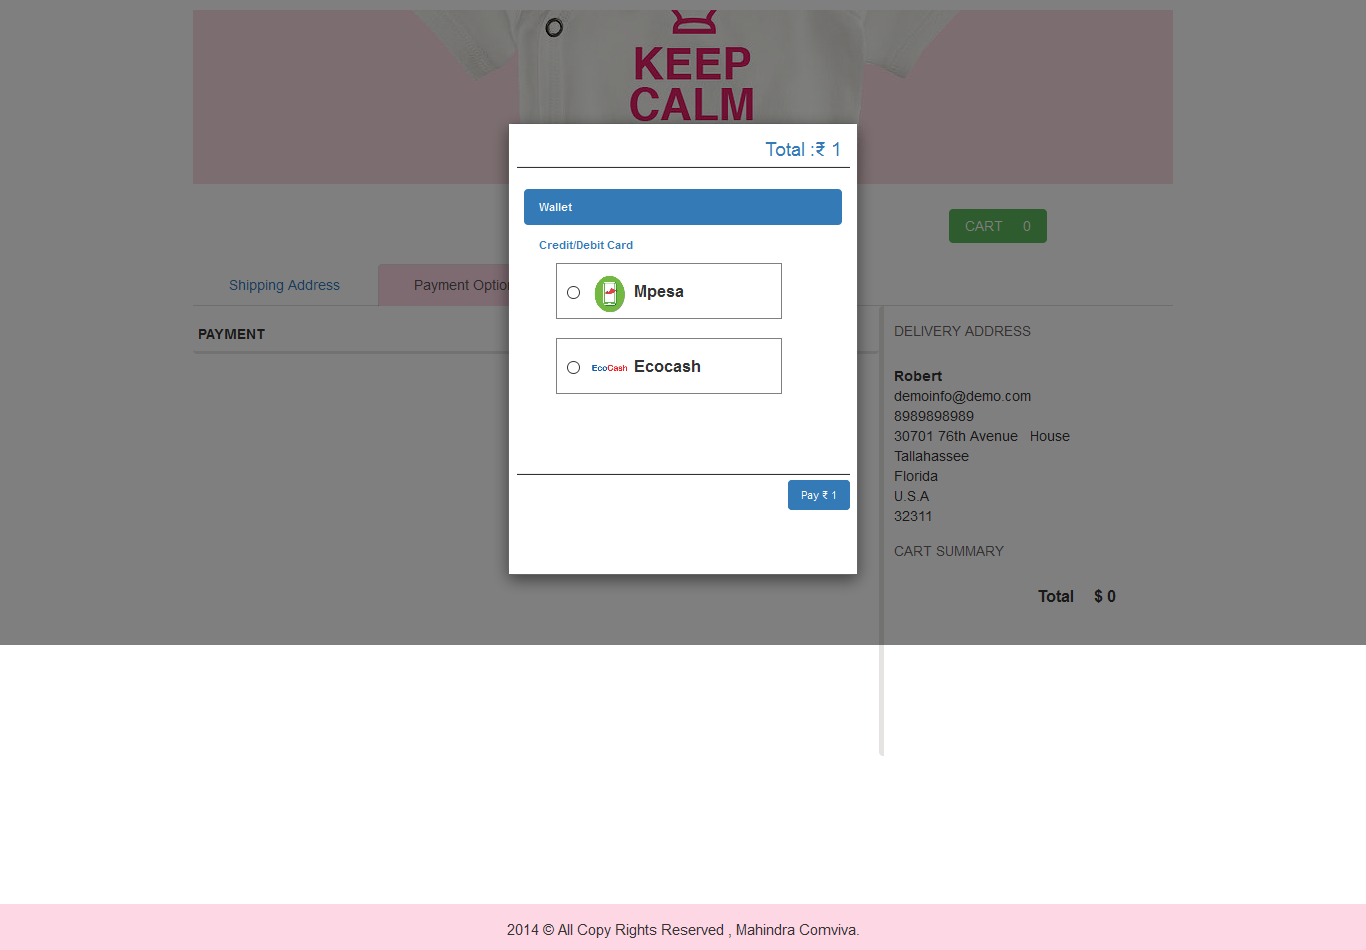 KEEP
CALM
Total :₹ 1
Wallet
CART 0
Credit/Debit Card
Shipping Address
Payment Optio
Mpesa
EcoCash Ecocash
Pay ₹ 1
PAYMENT
DELIVERY ADDRESS
Robert
demoinfo@demo.com
8989898989
30701 76th Avenue House
Tallahassee
Florida
U.S.A
32311
CART SUMMARY
Total $ 0
2014 © All Copy Rights Reserved , Mahindra Comviva.